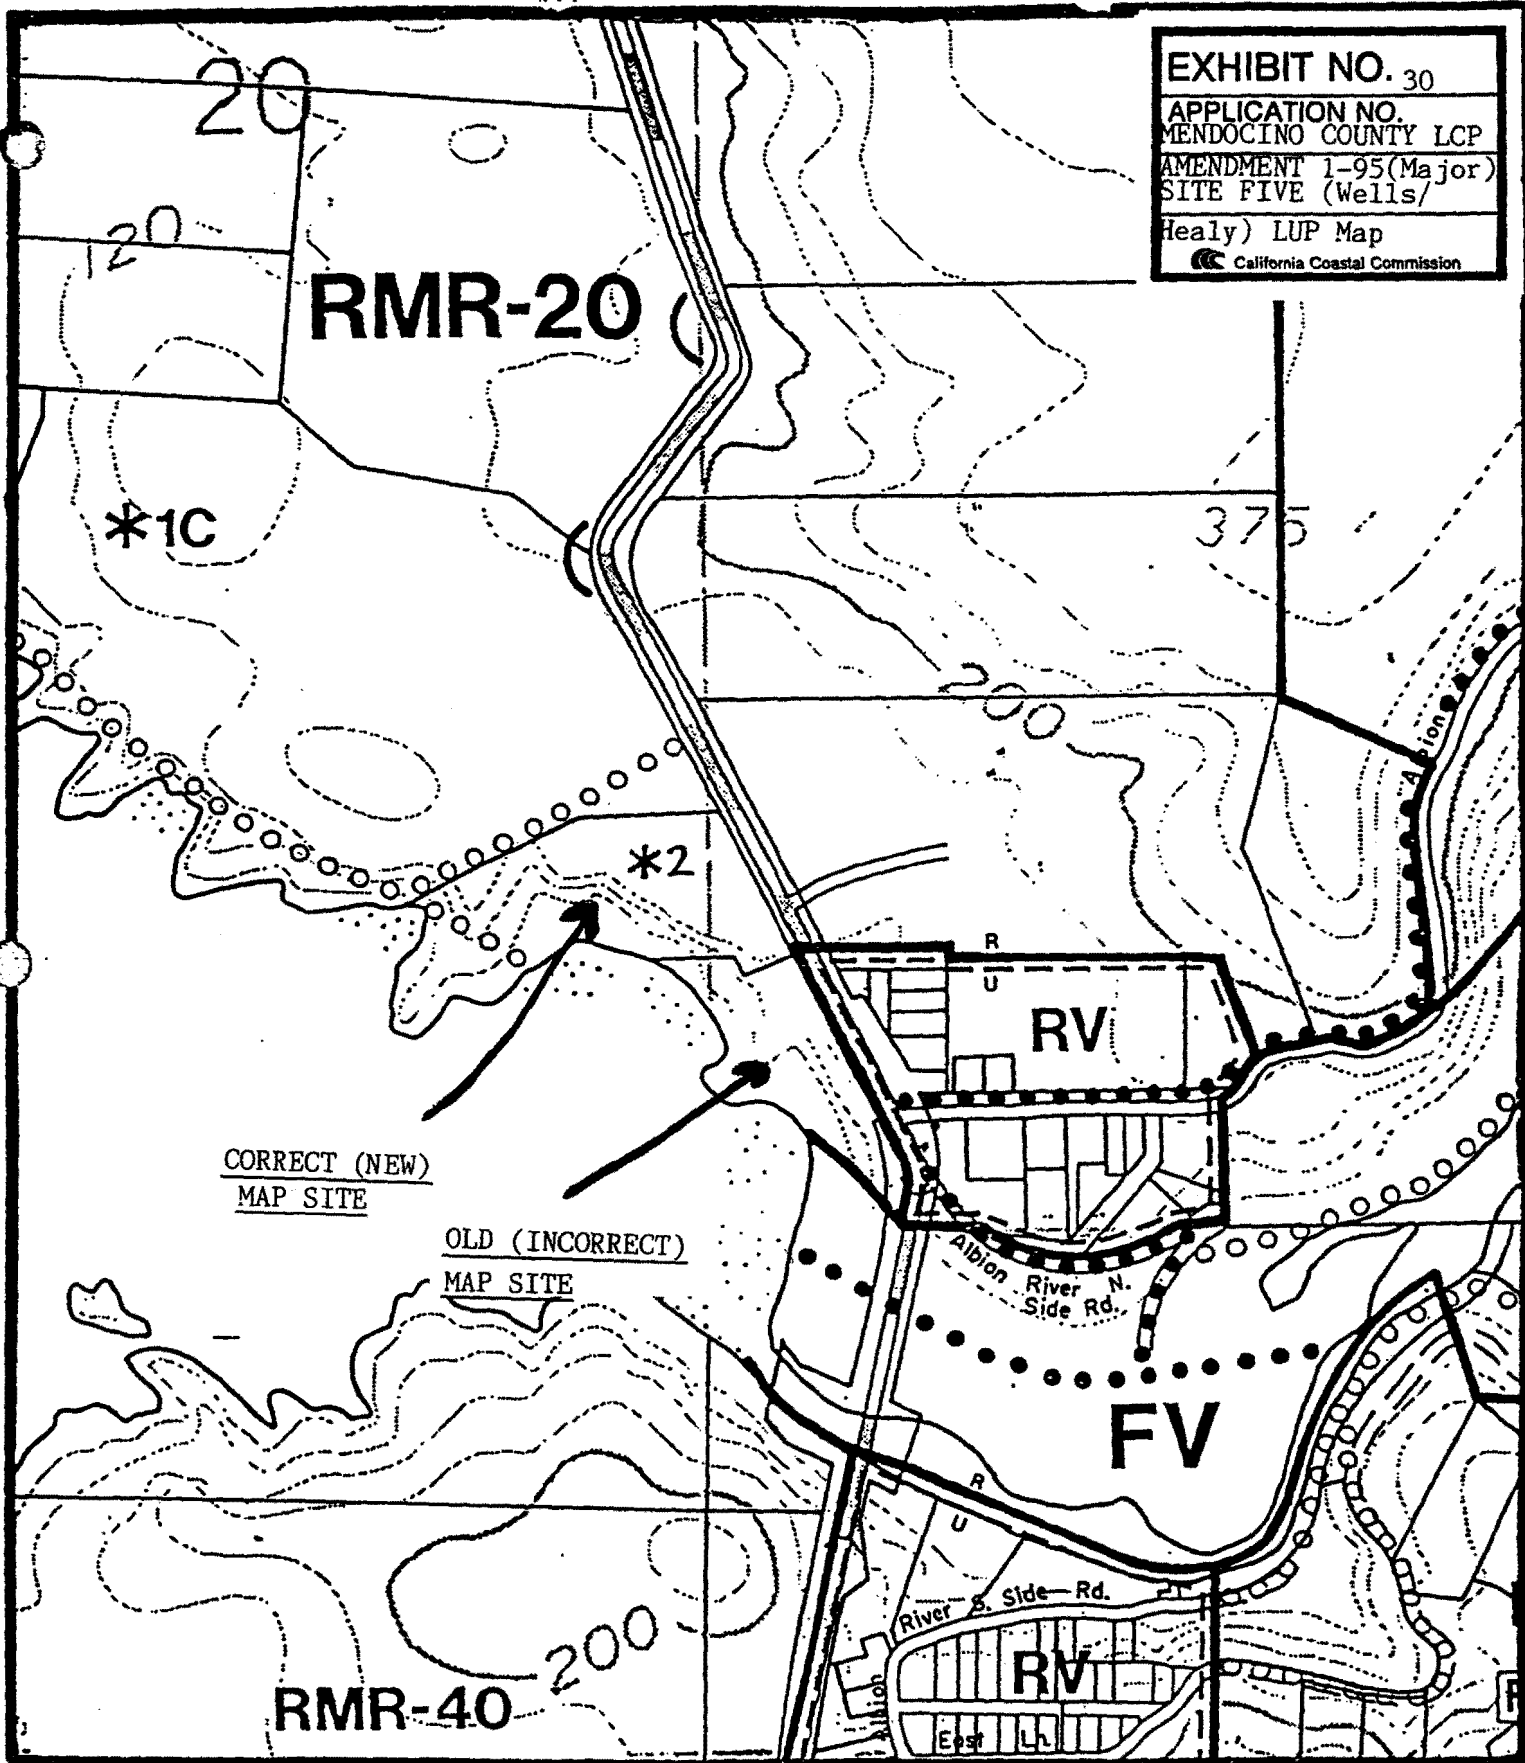 EXHIBIT NO. 30
APPLICATION NO.
MENDOCINO COUNTY LCP
AMENDMENT 1-95(Major)
SITE FIVE (Wells/
Healy) LUP Map
California Coastal Commission
20
120
RMR-20
*1C
375
200
Albion
*2
R
U
RV
CORRECT (NEW)
MAP SITE
OLD (INCORRECT)
MAP SITE
Albion River N.
Side Rd.
FV
R
U
River S. Side Rd.
200
RV
RMR-40
Albion
East Ln